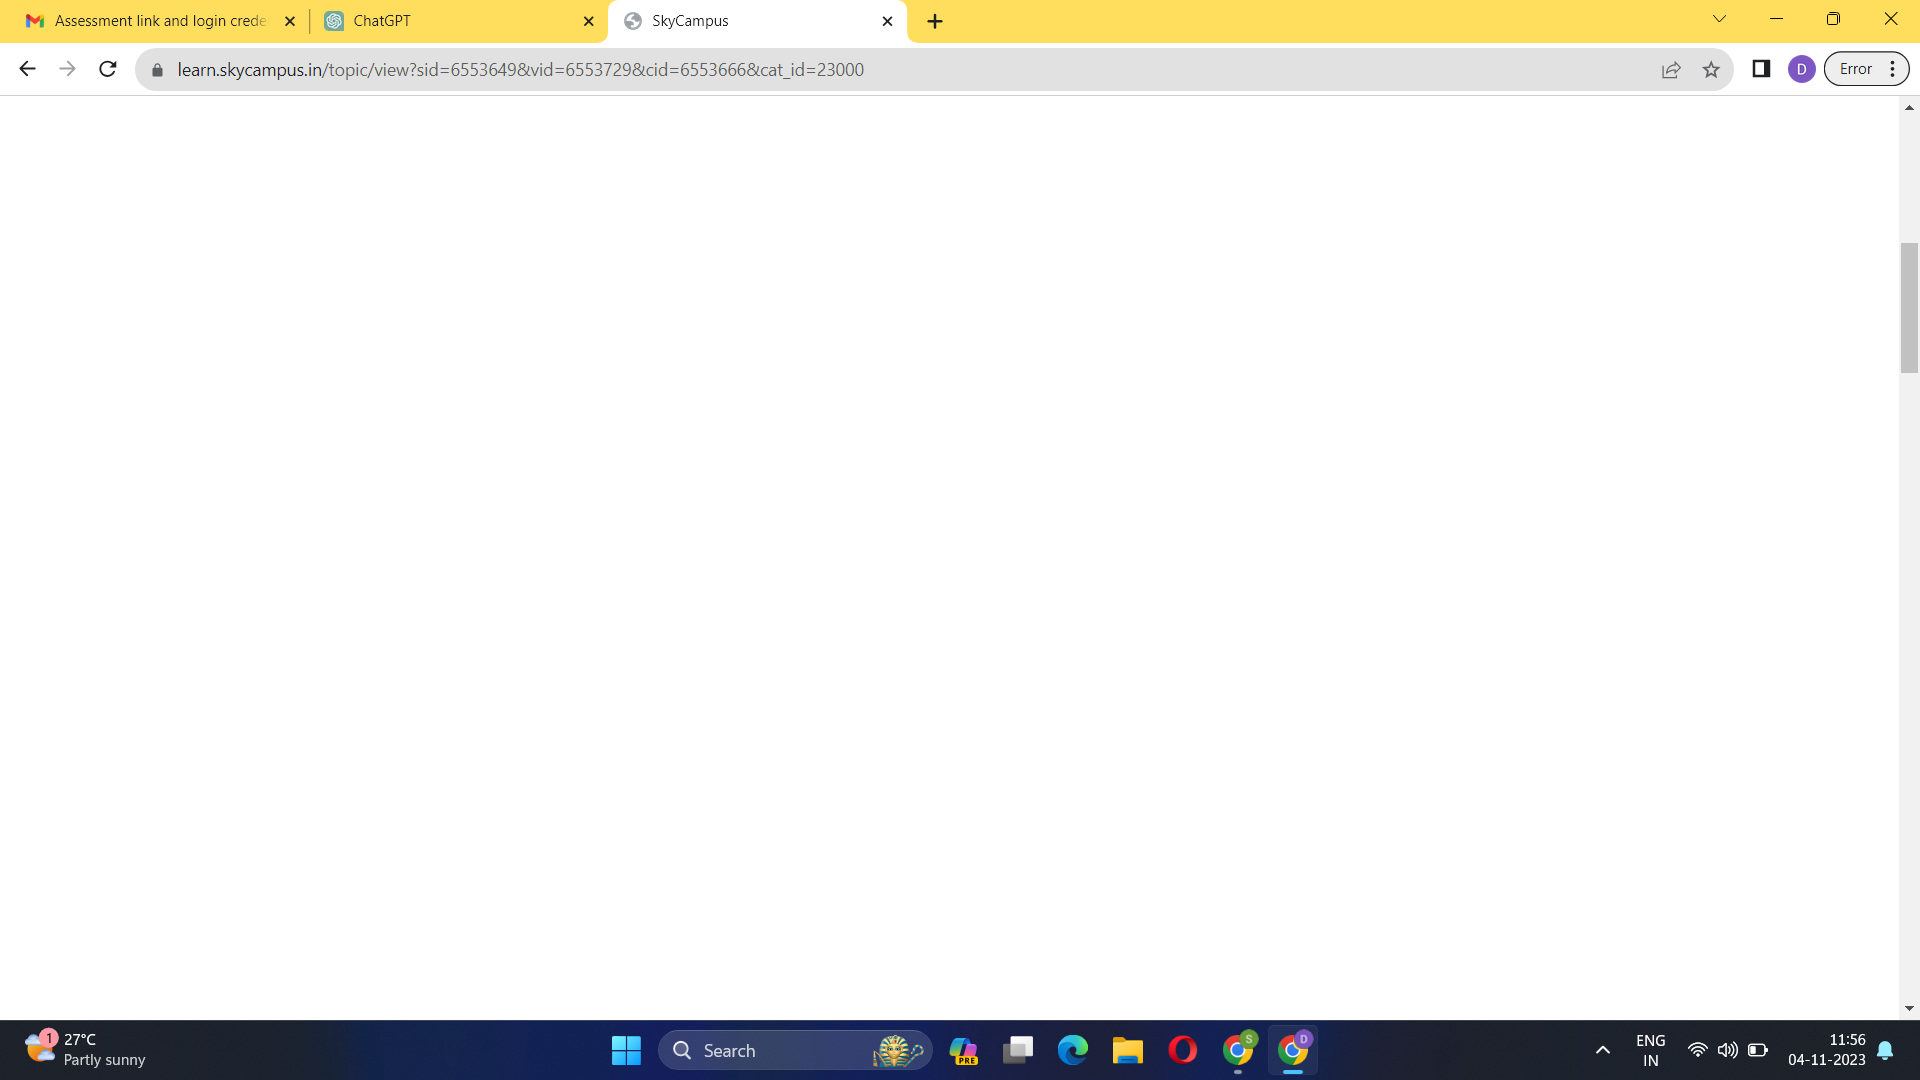 Assessment link and login crede
ChatGPT
SkyCampus
learn.skycampus.in/topic/view?sid=6553649&vid=6553729&cid=6553666&cat_id=23000
D
Error
1
27°C
Partly sunny
Search
PRE
S
D
ENG
IN
11:56
04-11-2023